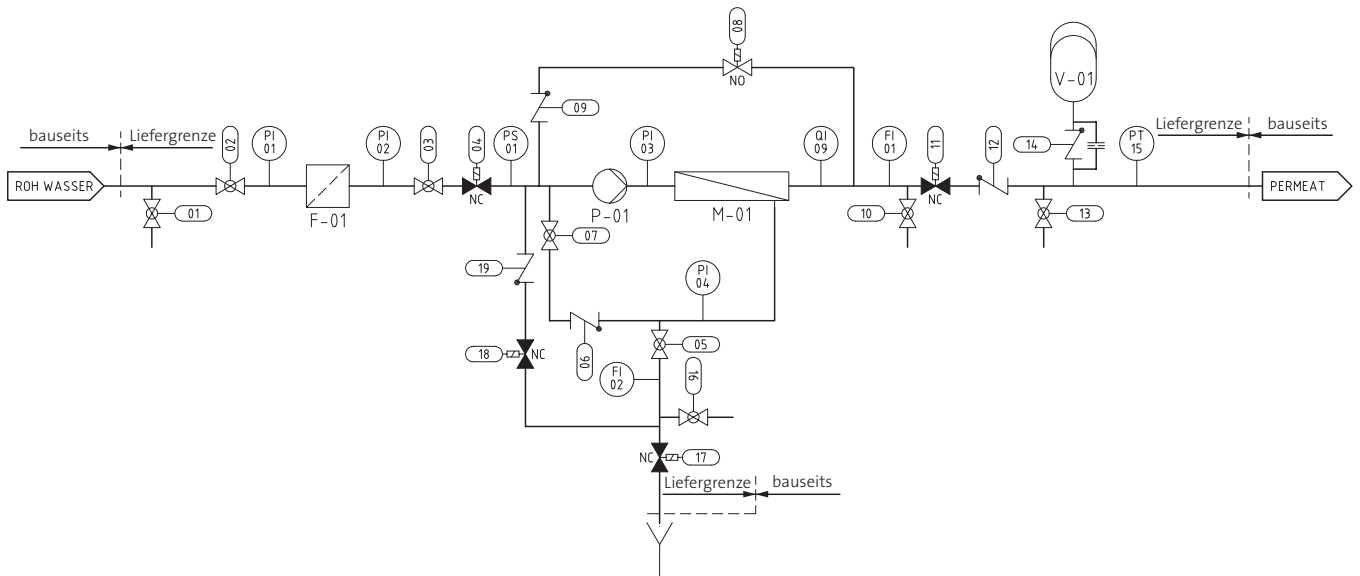 08
NO
V-01
09
bauseits
Liefergrenze
02
PI
01
PI
02
03
04
PS
01
PI
03
QI
09
FI
01
11
12
14
PT
15
Liefergrenze
bauseits
ROH WASSER
NC
NC
PERMEAT
01
F-01
P-01
M-01
10
13
07
19
PI
04
18
NC
06
05
FI
02
16
NC
17
Liefergrenze
bauseits